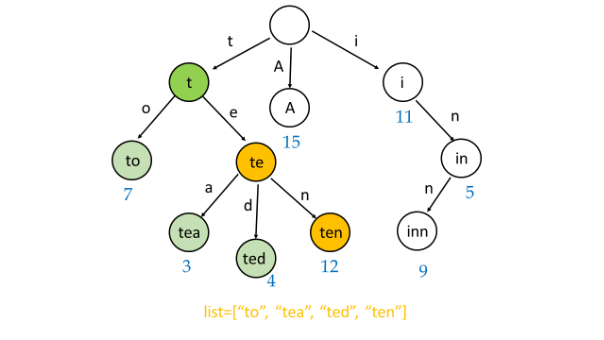 t
i
A
t
i
A
11
15
o
e
n
to
te
in
7
5
a
d
n
n
tea
ted
ten
inn
3
4
12
9
list=["to", "tea", "ted", "ten"]